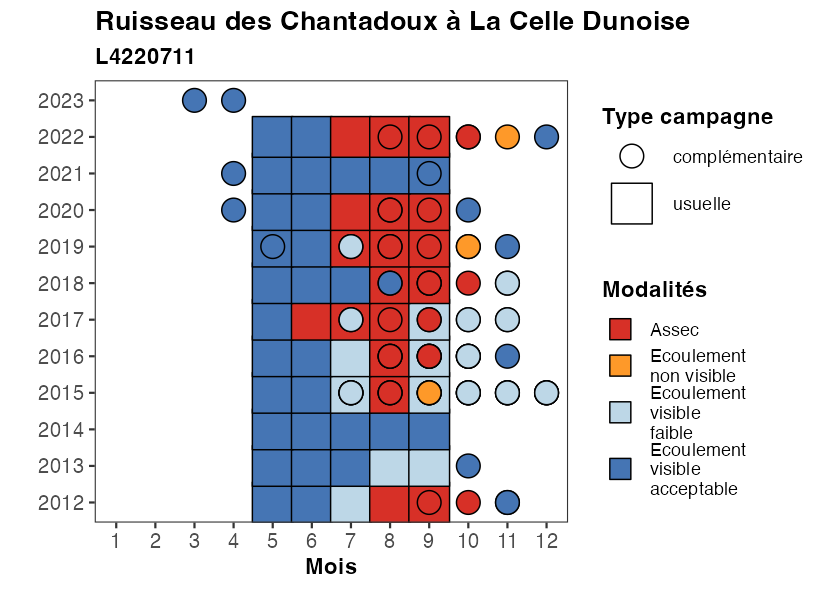 Ruisseau des Chantadoux à La Celle Dunoise
L4220711
2023
2022
2021
2020
2019
2018
2017
2016
2015
2014
2013
2012
1 2 3 4 5 6 7 8 9 10 11 12
Mois
Type campagne
complémentaire
usuelle
Modalités
Assec
Ecoulement
non visible
Ecoulement
visible
faible
Ecoulement
visible
acceptable